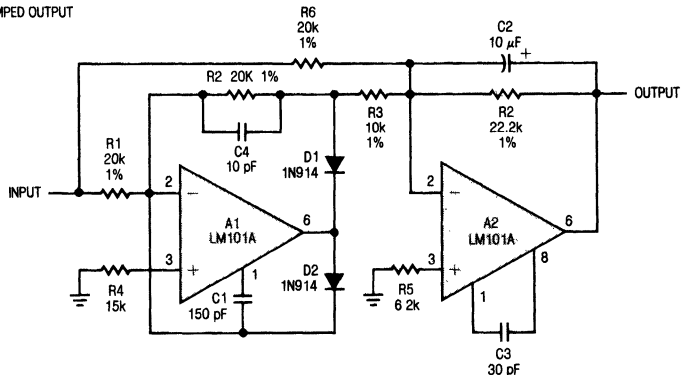 MPED OUTPUT
R6
20k
1%
C2
10 µF
+
R2 20K 1%
C4
10 pF
R3
10k
1%
R2
22.2k
1%
OUTPUT
R1
20k
1%
INPUT
D1
1N914
2
−
A1
LM101A
6
3
+
1
R4
15k
C1
150 pF
D2
1N914
2
−
A2
LM101A
6
3
+
8
1
R5
6 2k
C3
30 pF